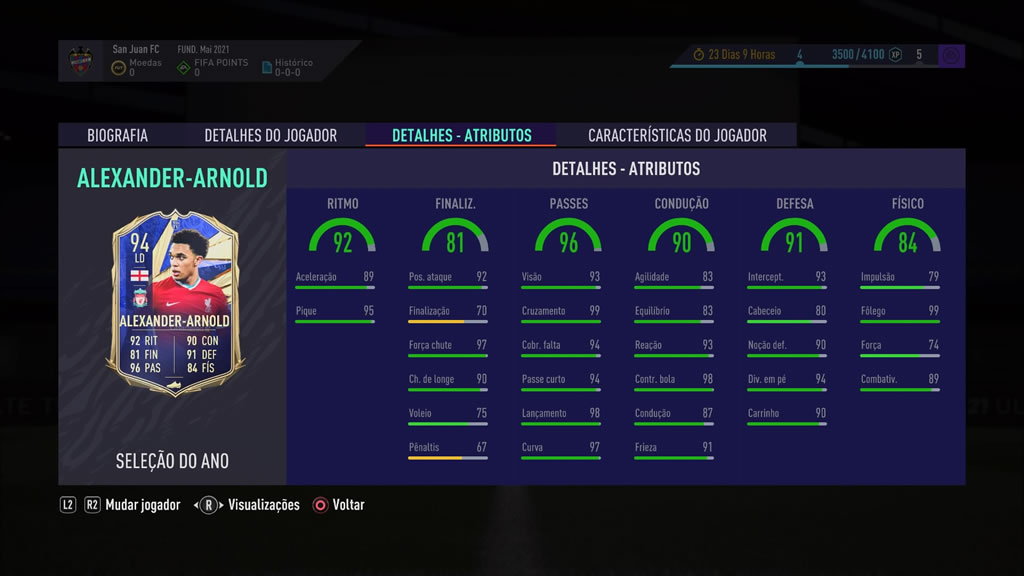 San Juan FC FUND. Mai 2021
Moedas 0 FIFA POINTS 0 Histórico 0-0-0
23 Dias 9 Horas 4 3500/4100 XP 5
BIOGRAFIA DETALHES DO JOGADOR DETALHES - ATRIBUTOS CARACTERÍSTICAS DO JOGADOR
ALEXANDER-ARNOLD
94
LD
ALEXANDER-ARNOLD
92 RIT 90 CON
81 FIN 91 DEF
96 PAS 84 FÍS
SELEÇÃO DO ANO
DETALHES - ATRIBUTOS
RITMO
92
Aceleração 89
Pique 95
FINALIZ.
81
Pos. ataque 92
Finalização 70
Força chute 97
Ch. de longe 90
Voleio 75
Pênaltis 67
PASSES
96
Visão 93
Cruzamento 99
Cobr. falta 94
Passe curto 94
Lançamento 98
Curva 97
CONDUÇÃO
90
Agilidade 83
Equilíbrio 83
Reação 93
Contr. bola 98
Condução 87
Frieza 91
DEFESA
91
Intercept. 93
Cabeceio 80
Noção def. 90
Div. em pé 94
Carrinho 90
FÍSICO
84
Impulsão 79
Fôlego 99
Força 74
Combativ. 89
L2 R2 Mudar jogador R Visualizações Voltar